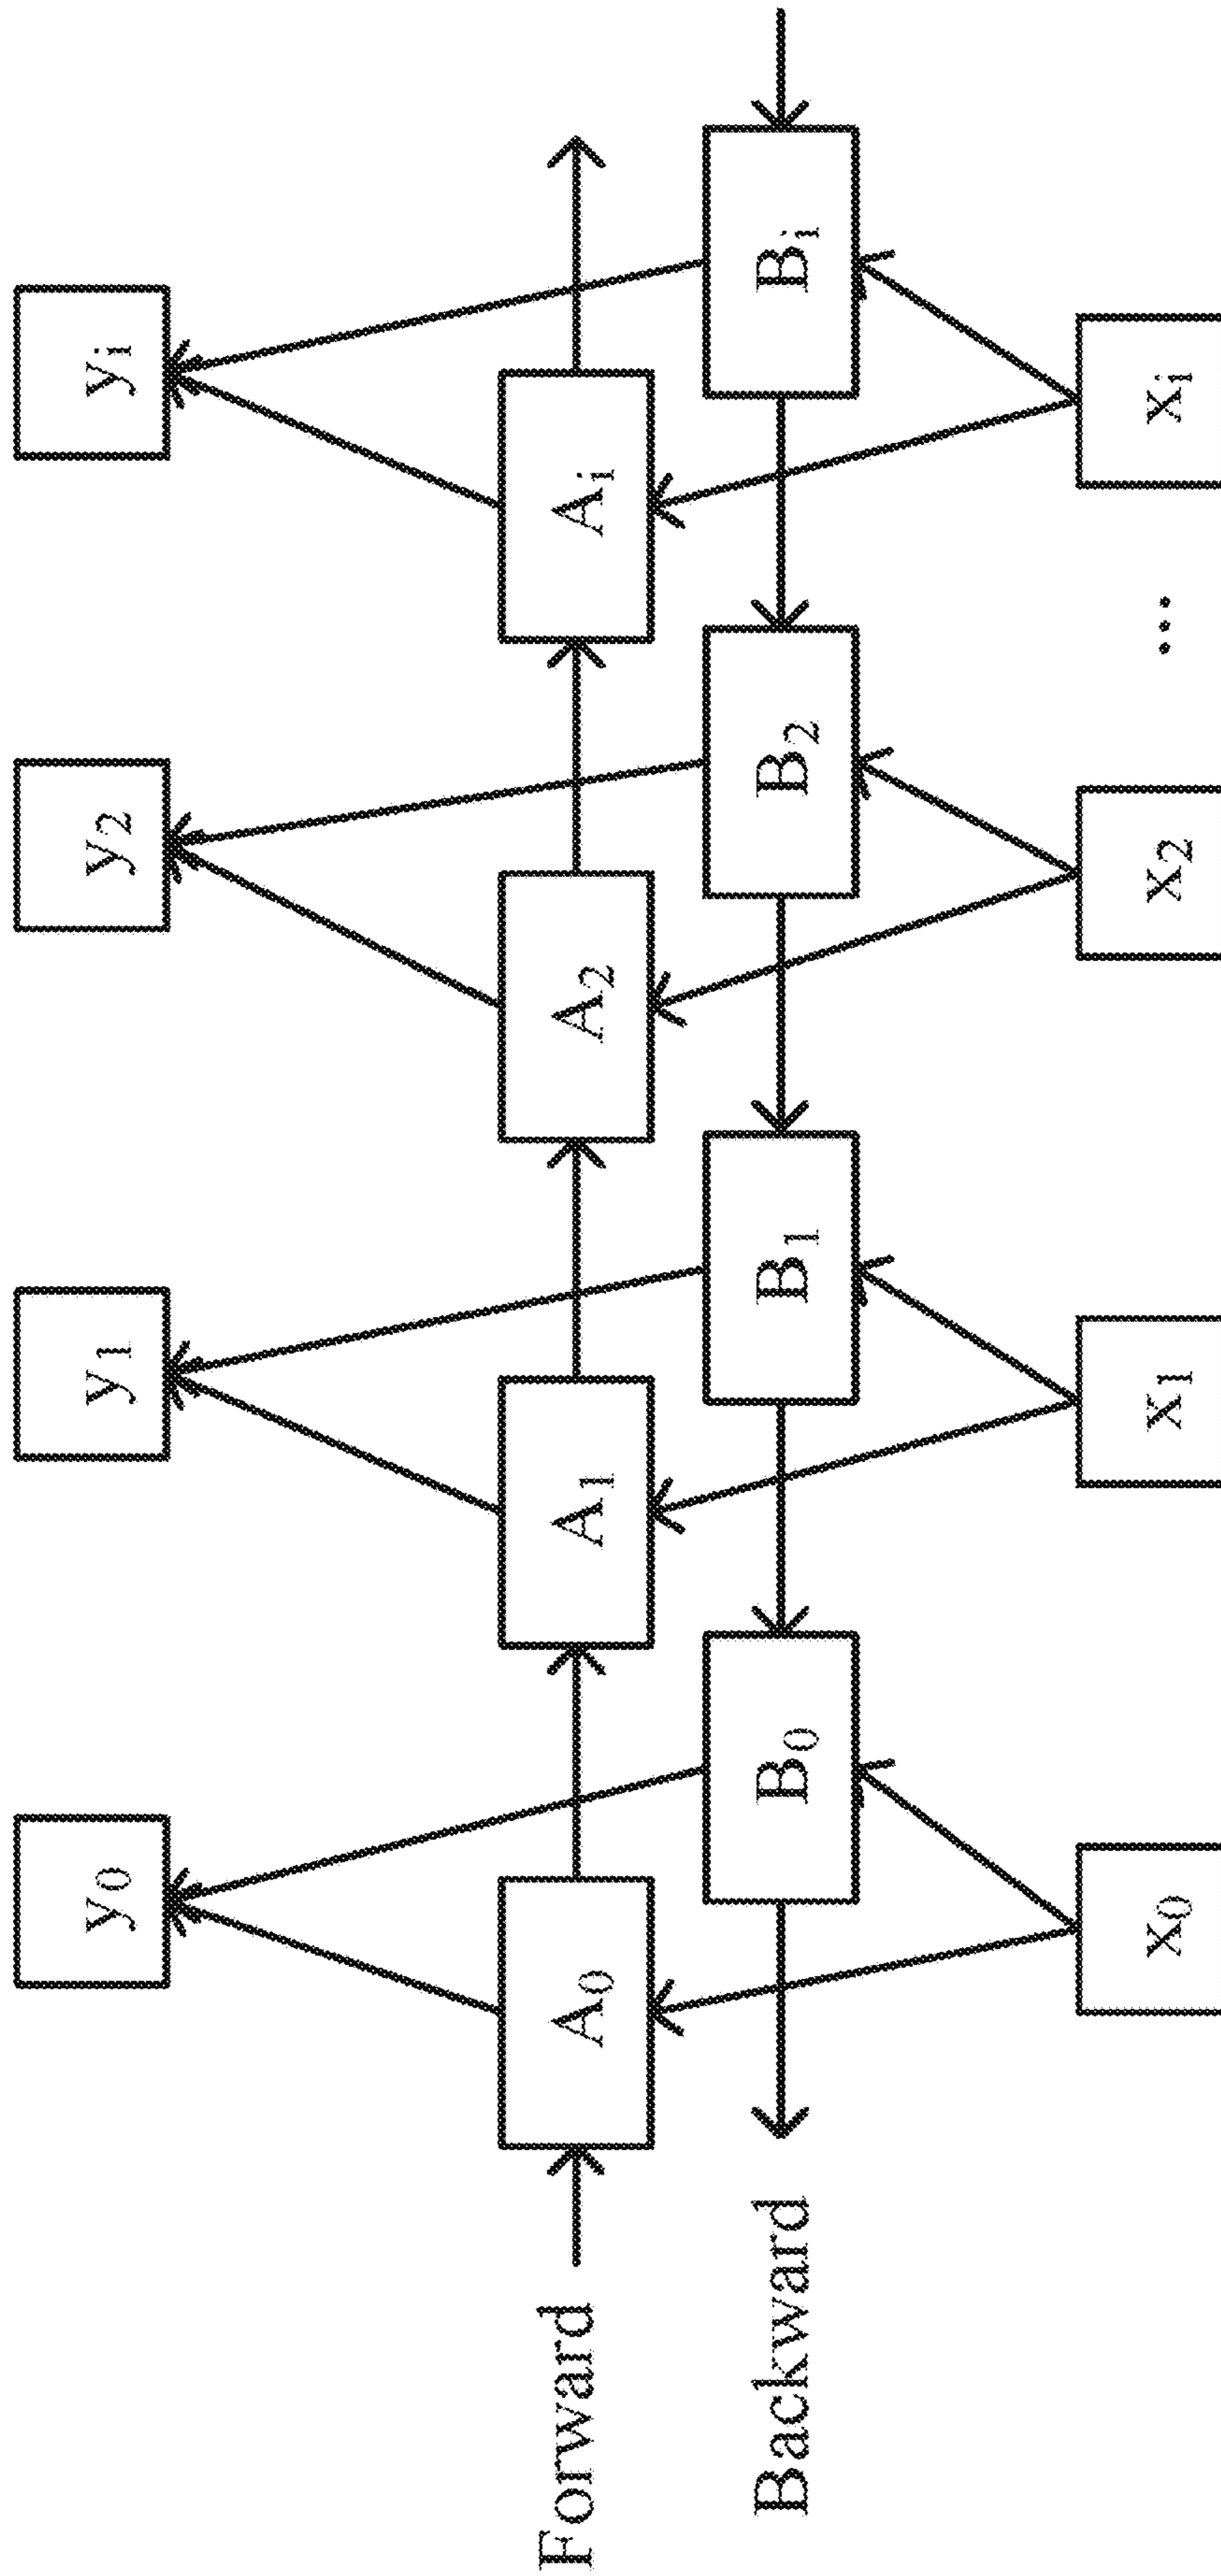 y₀ y₁ y₂ yᵢ
Forward A₀ A₁ A₂ Aᵢ
Backward B₀ B₁ B₂ Bᵢ
x₀ x₁ x₂ ... xᵢ